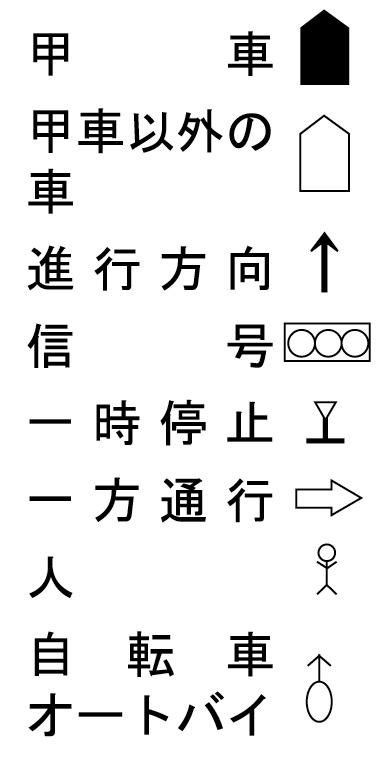 甲車
甲車以外の
車
進行方向
信号
一時停止
一方通行
人
自転車
オートバイ